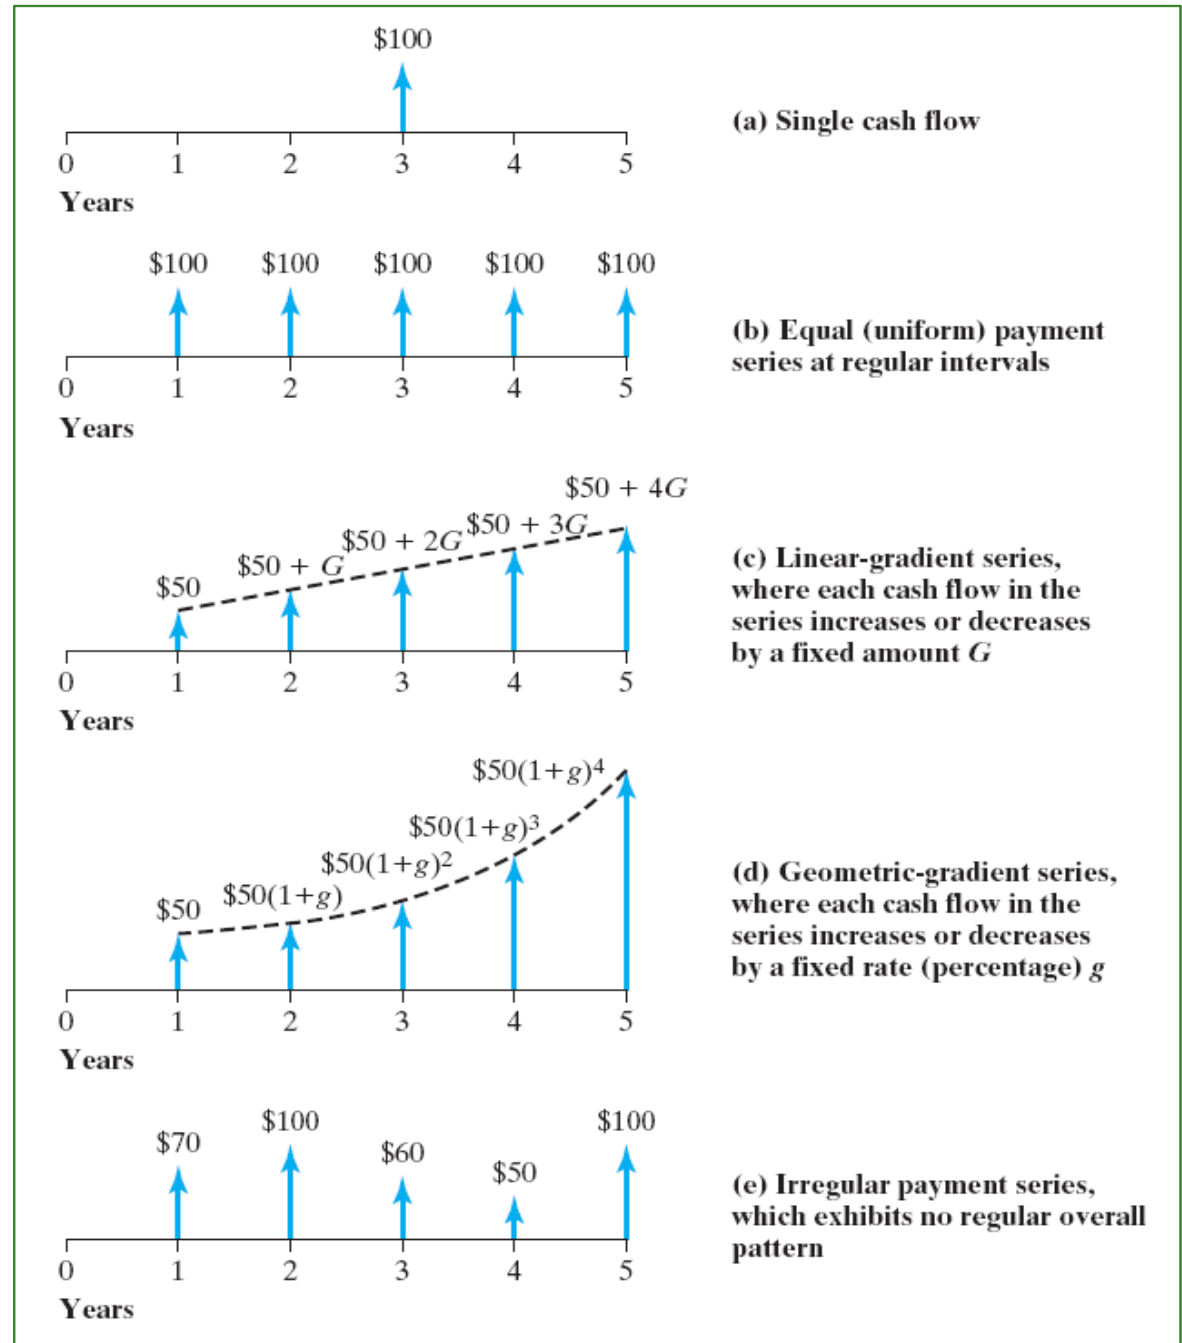 $100
(a) Single cash flow
0 1 2 3 4 5
Years
$100 $100 $100 $100 $100
(b) Equal (uniform) payment
series at regular intervals
0 1 2 3 4 5
Years
$50 $50 + G $50 + 2G $50 + 3G $50 + 4G
(c) Linear-gradient series,
where each cash flow in the
series increases or decreases
by a fixed amount G
0 1 2 3 4 5
Years
$50 $50(1+g) $50(1+g)² $50(1+g)³ $50(1+g)⁴
(d) Geometric-gradient series,
where each cash flow in the
series increases or decreases
by a fixed rate (percentage) g
0 1 2 3 4 5
Years
$70 $100 $60 $50 $100
(e) Irregular payment series,
which exhibits no regular overall
pattern
0 1 2 3 4 5
Years